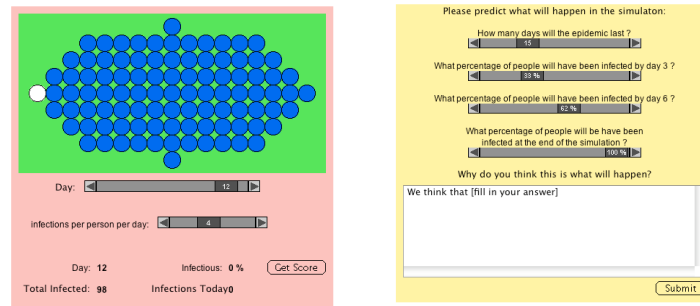 Day: 12
infections per person per day: 4
Day: 12 Infectious: 0 % Get Score
Total Infected: 98 Infections Today0
Please predict what will happen in the simulaton:
How many days will the epidemic last ?
15
What percentage of people will have been infected by day 3 ?
33 %
What percentage of people will have been infected by day 6 ?
62 %
What percentage of people will be have been
infected at the end of the simulation ?
100 %
Why do you think this is what will happen?
We think that [fill in your answer]
Submit